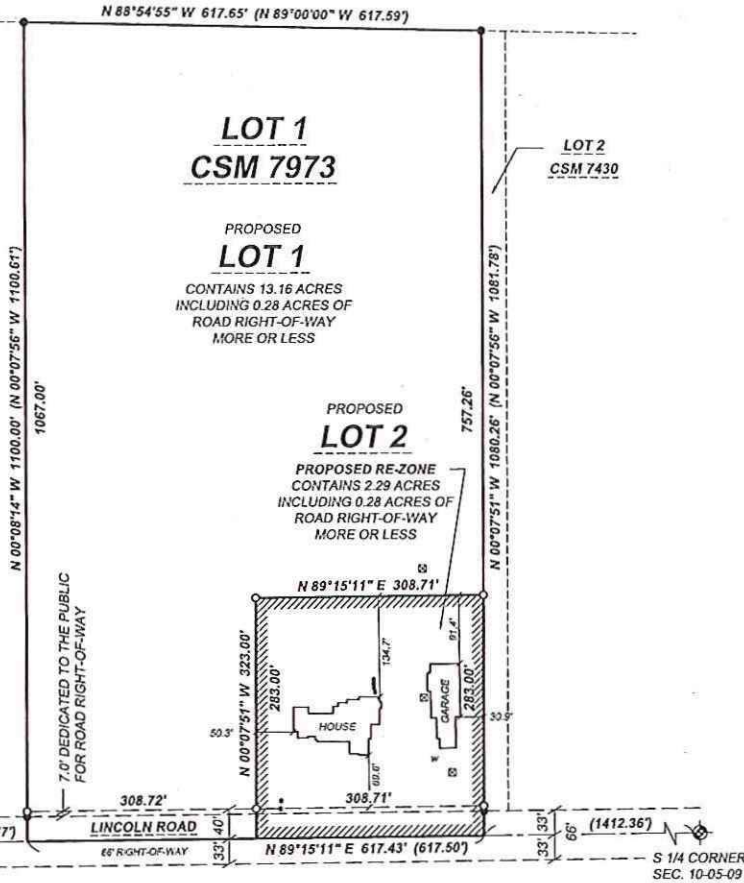 N 88°54'55" W 617.65' (N 89°00'00" W 617.59')
LOT 1
CSM 7973
LOT 2
CSM 7430
PROPOSED
LOT 1
CONTAINS 13.16 ACRES
INCLUDING 0.28 ACRES OF
ROAD RIGHT-OF-WAY
MORE OR LESS
N 00°08'14" W 1100.00' (N 00°07'56" W 1100.61')
1067.00'
757.26'
N 00°07'51" W 1080.26' (N 00°07'56" W 1081.78')
PROPOSED
LOT 2
PROPOSED RE-ZONE
CONTAINS 2.29 ACRES
INCLUDING 0.28 ACRES OF
ROAD RIGHT-OF-WAY
MORE OR LESS
N 89°15'11" E 308.71'
7.0' DEDICATED TO THE PUBLIC
FOR ROAD RIGHT-OF-WAY
N 00°07'51" W 323.00'
283.00'
134.7'
91.4'
283.00'
50.3'
HOUSE
GARAGE
W
308.72'
308.71'
7')
LINCOLN ROAD
40'
33'
66' RIGHT-OF-WAY
N 89°15'11" E 617.43' (617.50')
33'
33'
66'
(1412.36')
S 1/4 CORNER
SEC. 10-05-09